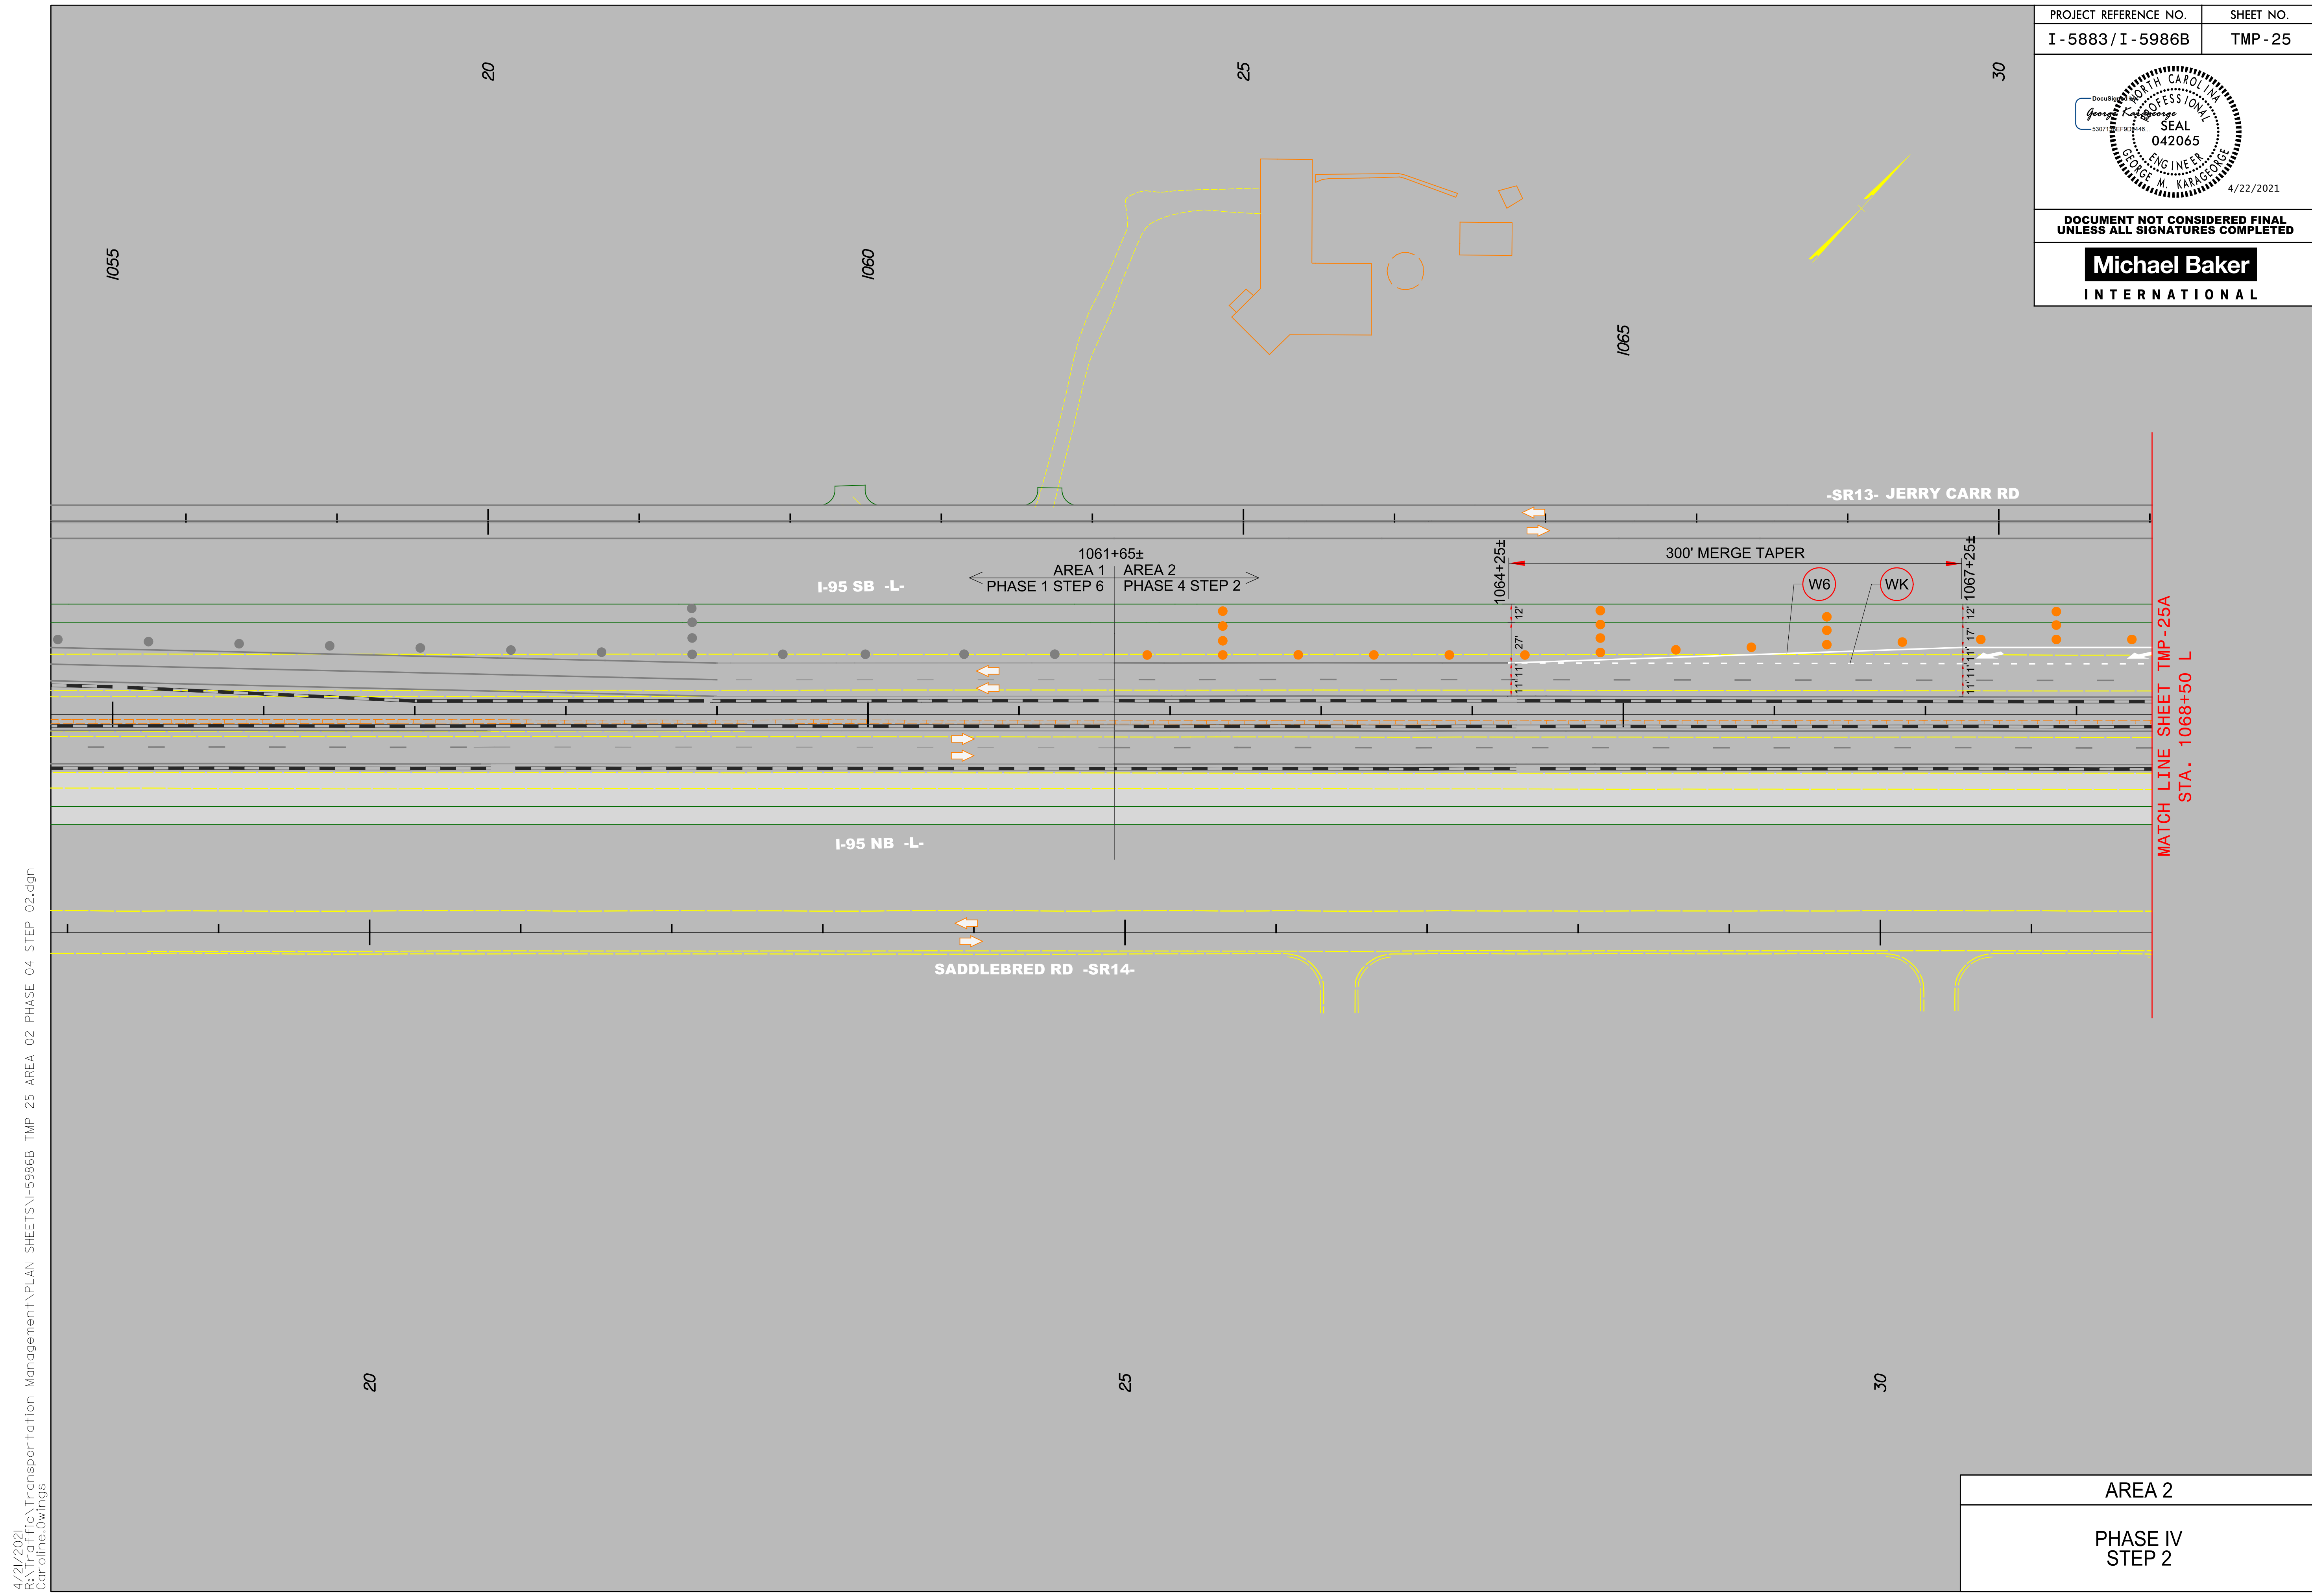 PROJECT REFERENCE NO.
SHEET NO.
I-5883/I-5986B
TMP-25
DocuSigned
George Karageorge
NORTH CAROLINA
PROFESSIONAL
SEAL
042065
ENGINEER
GEORGE M. KARAGEORGE
4/22/2021
DOCUMENT NOT CONSIDERED FINAL
UNLESS ALL SIGNATURES COMPLETED
Michael Baker
INTERNATIONAL
20
25
30
1055
1060
1065
-SR13- JERRY CARR RD
1061+65±
AREA 1
AREA 2
PHASE 1 STEP 6
PHASE 4 STEP 2
I-95 SB -L-
1064+25±
300' MERGE TAPER
1067+25±
W6
WK
12'
27'
11'
11'
12'
17'
11'
11'
11'
MATCH LINE SHEET TMP-25A
STA. 1068+50 L
I-95 NB -L-
SADDLEBRED RD -SR14-
20
25
30
AREA 2
PHASE IV
STEP 2
4/21/2021
R:\Traffic\Transportation Management\PLAN SHEETS\I-5986B TMP 25 AREA 02 PHASE 04 STEP 02.dgn
Caroline.Owings